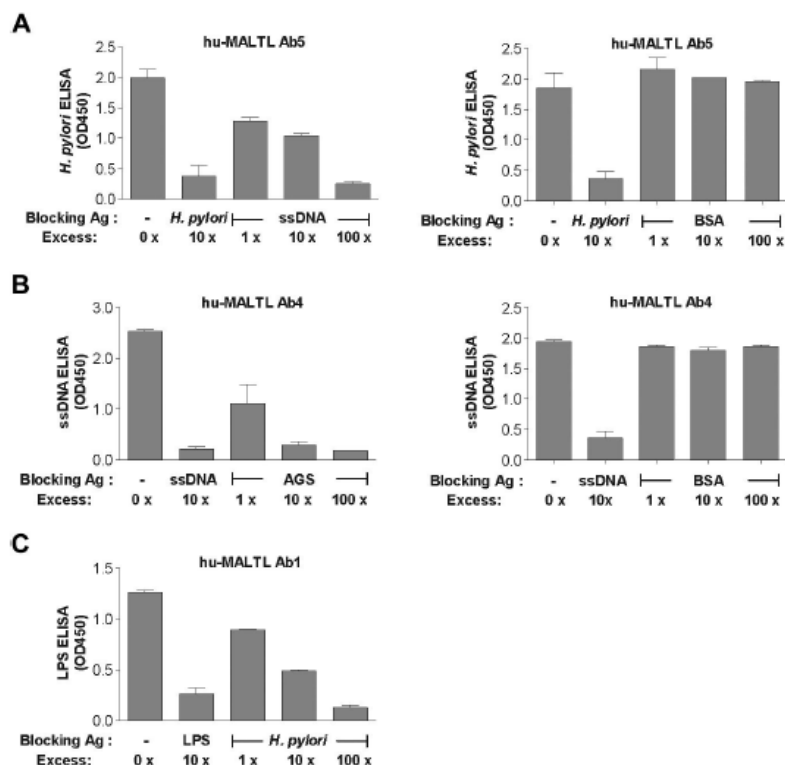 A
hu-MALTL Ab5
H. pylori ELISA
(OD450)
2.5
2.0
1.5
1.0
0.5
0.0
Blocking Ag : - H. pylori ssDNA
Excess: 0 x 10 x 1 x 10 x 100 x
hu-MALTL Ab5
H. pylori ELISA
(OD450)
2.5
2.0
1.5
1.0
0.5
0.0
Blocking Ag : - H. pylori BSA
Excess: 0 x 10 x 1 x 10 x 100 x
B
hu-MALTL Ab4
ssDNA ELISA
(OD450)
3.0
2.0
1.0
0.0
Blocking Ag : - ssDNA AGS
Excess: 0 x 10 x 1 x 10 x 100 x
hu-MALTL Ab4
ssDNA ELISA
(OD450)
2.5
2.0
1.5
1.0
0.5
0.0
Blocking Ag : - ssDNA BSA
Excess: 0 x 10x 1 x 10 x 100 x
C
hu-MALTL Ab1
LPS ELISA
(OD450)
1.5
1.0
0.5
0.0
Blocking Ag : - LPS H. pylori
Excess: 0 x 10 x 1 x 10 x 100 x